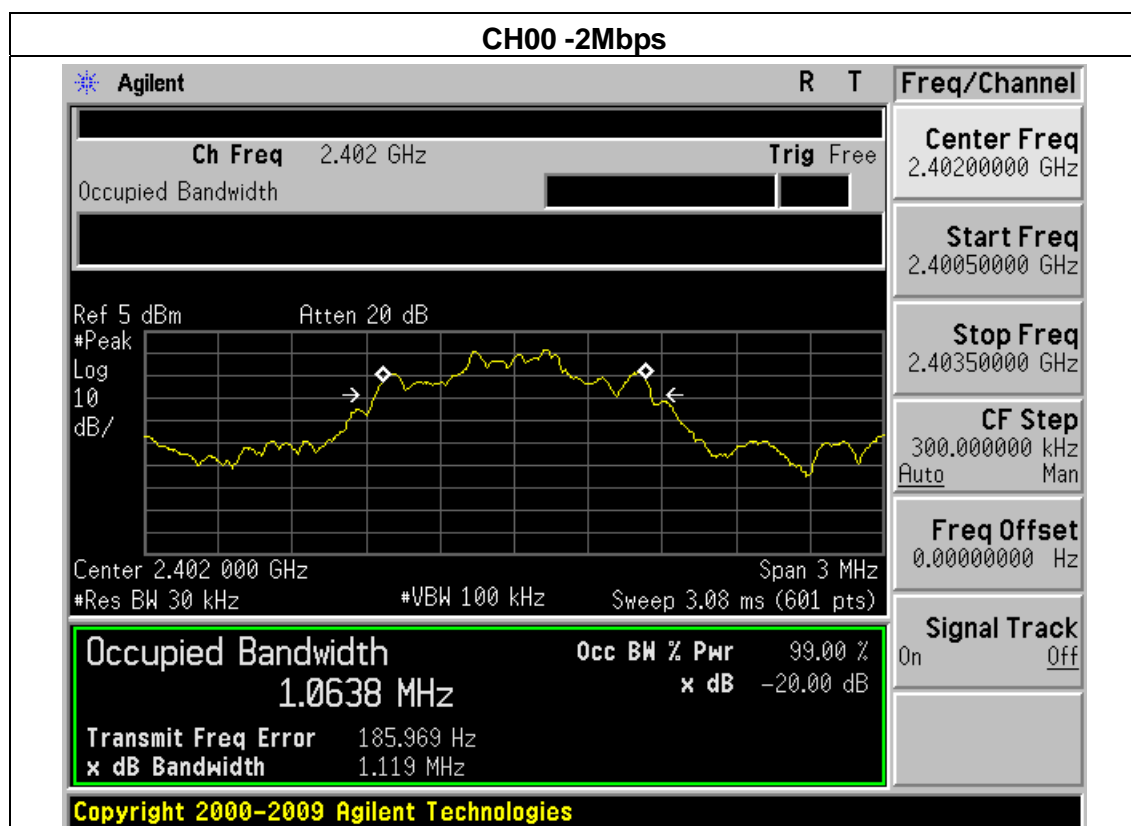 CH00 -2Mbps
Agilent R T
Ch Freq 2.402 GHz Trig Free
Occupied Bandwidth
Ref 5 dBm Atten 20 dB
#Peak
Log
10
dB/
Center 2.402 000 GHz Span 3 MHz
#Res BW 30 kHz #VBW 100 kHz Sweep 3.08 ms (601 pts)
Occupied Bandwidth Occ BW % Pwr 99.00 %
1.0638 MHz x dB -20.00 dB
Transmit Freq Error 185.969 Hz
x dB Bandwidth 1.119 MHz
Copyright 2000-2009 Agilent Technologies
Freq/Channel
Center Freq
2.40200000 GHz
Start Freq
2.40050000 GHz
Stop Freq
2.40350000 GHz
CF Step
300.000000 kHz
Auto Man
Freq Offset
0.00000000 Hz
Signal Track
On Off